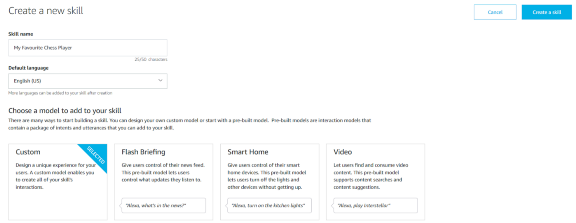 Create a new skill
Cancel
Create a skill
Skill name
My Favourite Chess Player
25/50 characters
Default language
English (US)
More languages can be added to your skill after creation
Choose a model to add to your skill
There are many ways to start building a skill. You can design your own custom model or start with a pre-built model. Pre-built models are interaction models that
contain a package of intents and utterances that you can add to your skill.
Custom
SELECTED
Design a unique experience for your
users. A custom model enables you
to create all of your skill's
interactions.
Flash Briefing
Give users control of their news feed.
This pre-built model lets users
control what updates they listen to.
"Alexa, what's in the news?"
Smart Home
Give users control of their smart
home devices. This pre-built model
lets users turn off the lights and
other devices without getting up.
"Alexa, turn on the kitchen lights"
Video
Let users find and consume video
content. This pre-built model
supports content searches and
content suggestions.
"Alexa, play Interstellar"